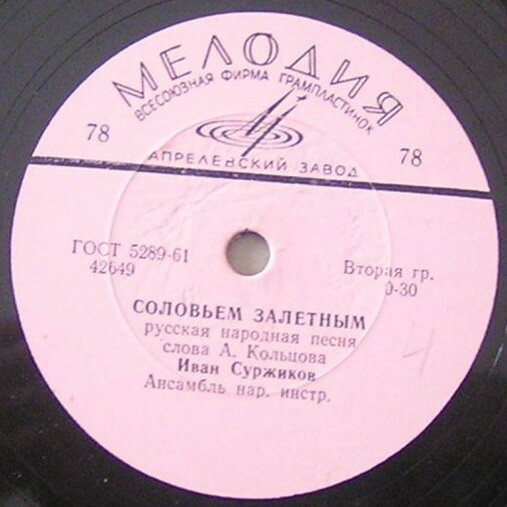 МЕЛОДИЯ
ВСЕСОЮЗНАЯ ФИРМА ГРАМПЛАСТИНОК
78
78
АПРЕЛЕВСКИЙ ЗАВОД
ГОСТ 5289-61
42649
Вторая гр.
0-30
СОЛОВЬЕМ ЗАЛЕТНЫМ
русская народная песня
слова А. Кольцова
Иван Суржиков
Ансамбль нар. инстр.
4